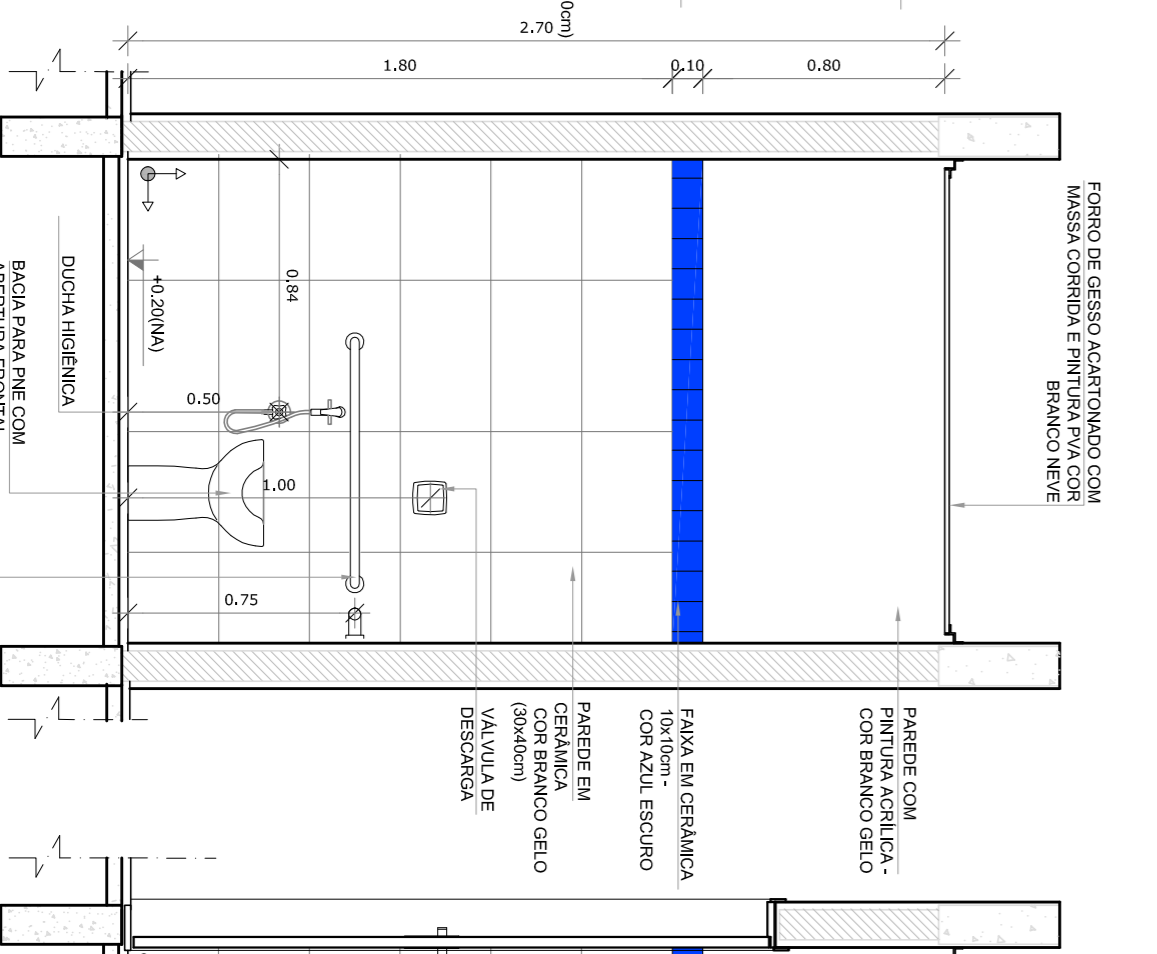 0cm)
2.70
1.80
0.10
0.80
FORRO DE GESSO ACARTONADO COM
MASSA CORRIDA E PINTURA PVA COR
BRANCO NEVE
0.84
+0.20(NA)
DUCHA HIGIÊNICA
BACIA PARA PNE COM
ABERTURA FRONTAL
0.50
1.00
0.75
PAREDE COM
PINTURA ACRÍLICA -
COR BRANCO GELO
FAIXA EM CERÂMICA
10x10cm -
COR AZUL ESCURO
PAREDE EM
CERÂMICA
COR BRANCO GELO
(30x40cm)
VÁLVULA DE
DESCARGA